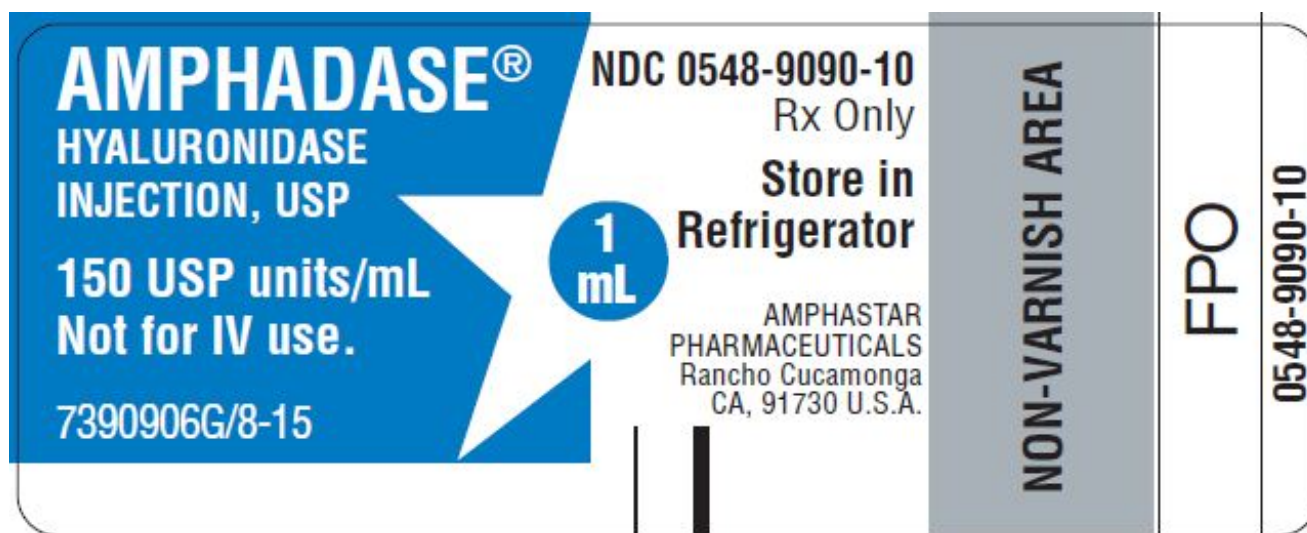 AMPHADASE®
HYALURONIDASE
INJECTION, USP
150 USP units/mL
Not for IV use.
7390906G/8-15
1
mL
NDC 0548-9090-10
Rx Only
Store in
Refrigerator
AMPHASTAR
PHARMACEUTICALS
Rancho Cucamonga
CA, 91730 U.S.A.
NON-VARNISH AREA
FPO
0548-9090-10